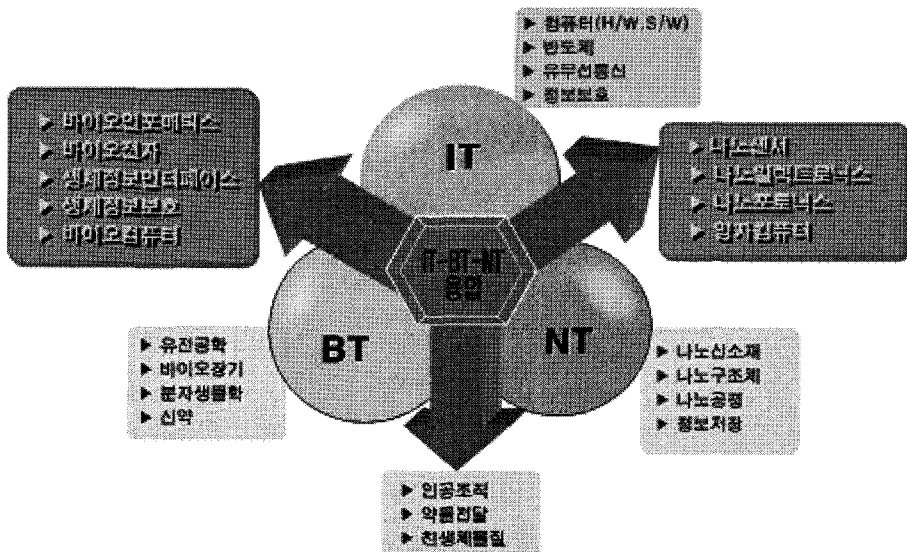 ▶ 컴퓨터(H/W.S/W)
▶ 반도체
▶ 유무선통신
▶ 정보보호
▶ 바이오인포메틱스
▶ 바이오전자
▶ 생체정보인터페이스
▶ 생체정보보호
▶ 바이오컴퓨터
IT
▶ 나노센서
▶ 나노일렉트로닉스
▶ 나노포토닉스
▶ 양자컴퓨터
IT-BT-NT
융합
BT
NT
▶ 유전공학
▶ 바이오장기
▶ 분자생물학
▶ 신약
▶ 나노신소재
▶ 나노구조체
▶ 나노공정
▶ 정보저장
▶ 인공조직
▶ 약물전달
▶ 친생체물질